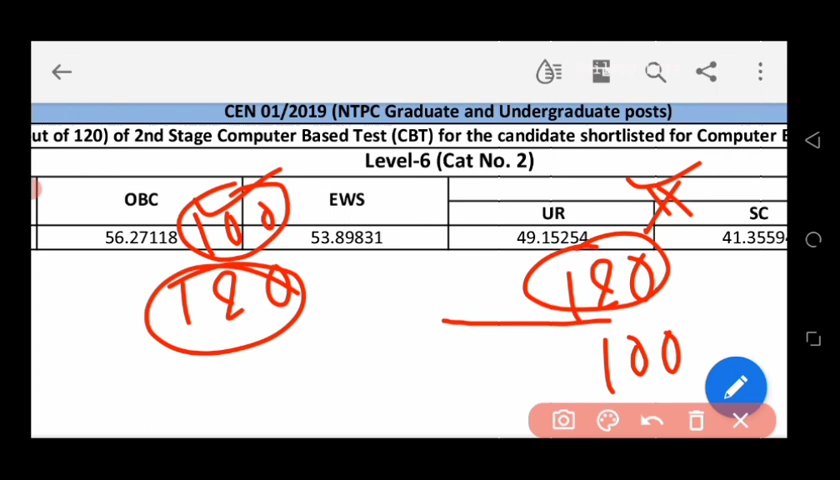 CEN 01/2019 (NTPC Graduate and Undergraduate posts)
ut of 120) of 2nd Stage Computer Based Test (CBT) for the candidate shortlisted for Computer
Level-6 (Cat No. 2)
OBC EWS UR SC
56.27118 53.89831 49.15254 41.3559
100
120
120
100